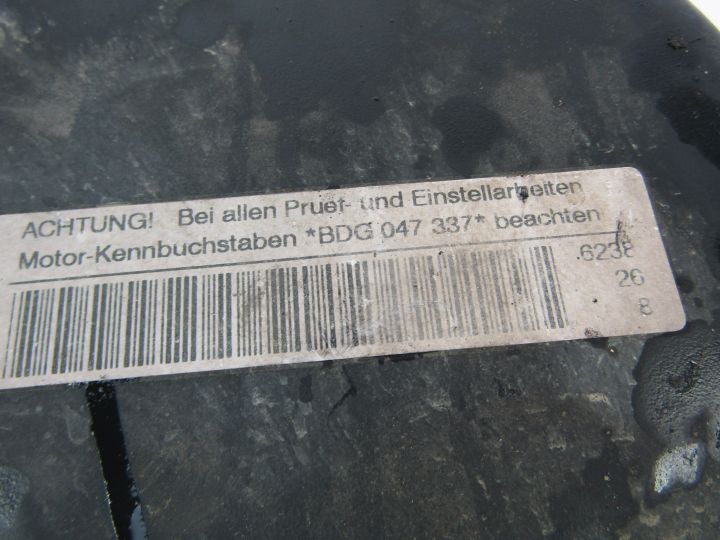 ACHTUNG! Bei allen Pruef- und Einstellarbeiten
Motor-Kennbuchstaben *BDG 047 337* beachten
6238
26
8